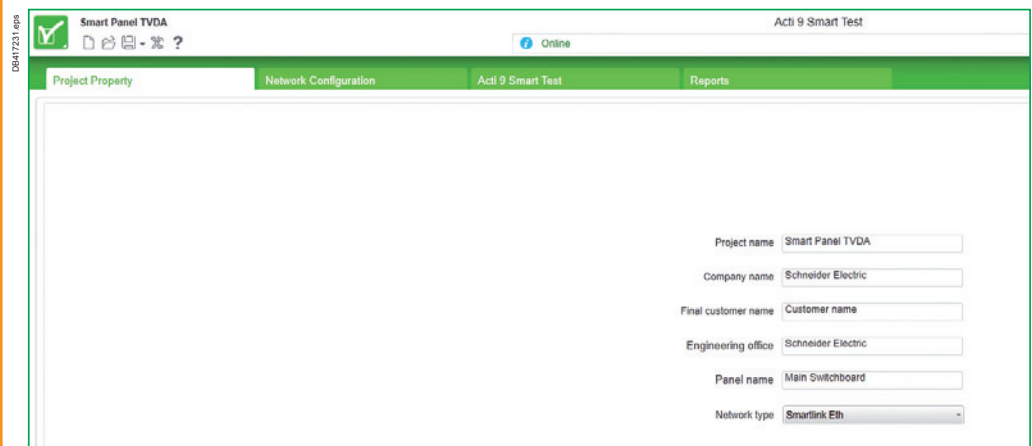 DB417231.eps
Smart Panel TVDA
Acti 9 Smart Test
?
i Online
Project Property Network Configuration Acti 9 Smart Test Reports
Project name Smart Panel TVDA
Company name Schneider Electric
Final customer name Customer name
Engineering office Schneider Electric
Panel name Main Switchboard
Network type Smartlink Eth